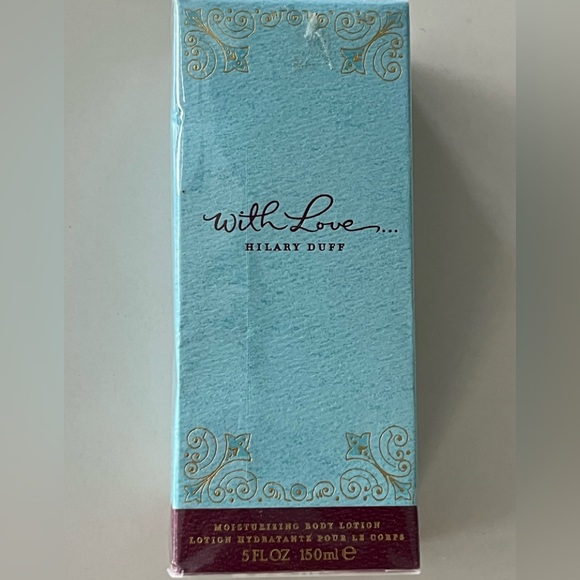 with Love...
HILARY DUFF
MOISTURIZING BODY LOTION
LOTION HYDRATANTE POUR LE CORPS
5 FL OZ 150ml ℮